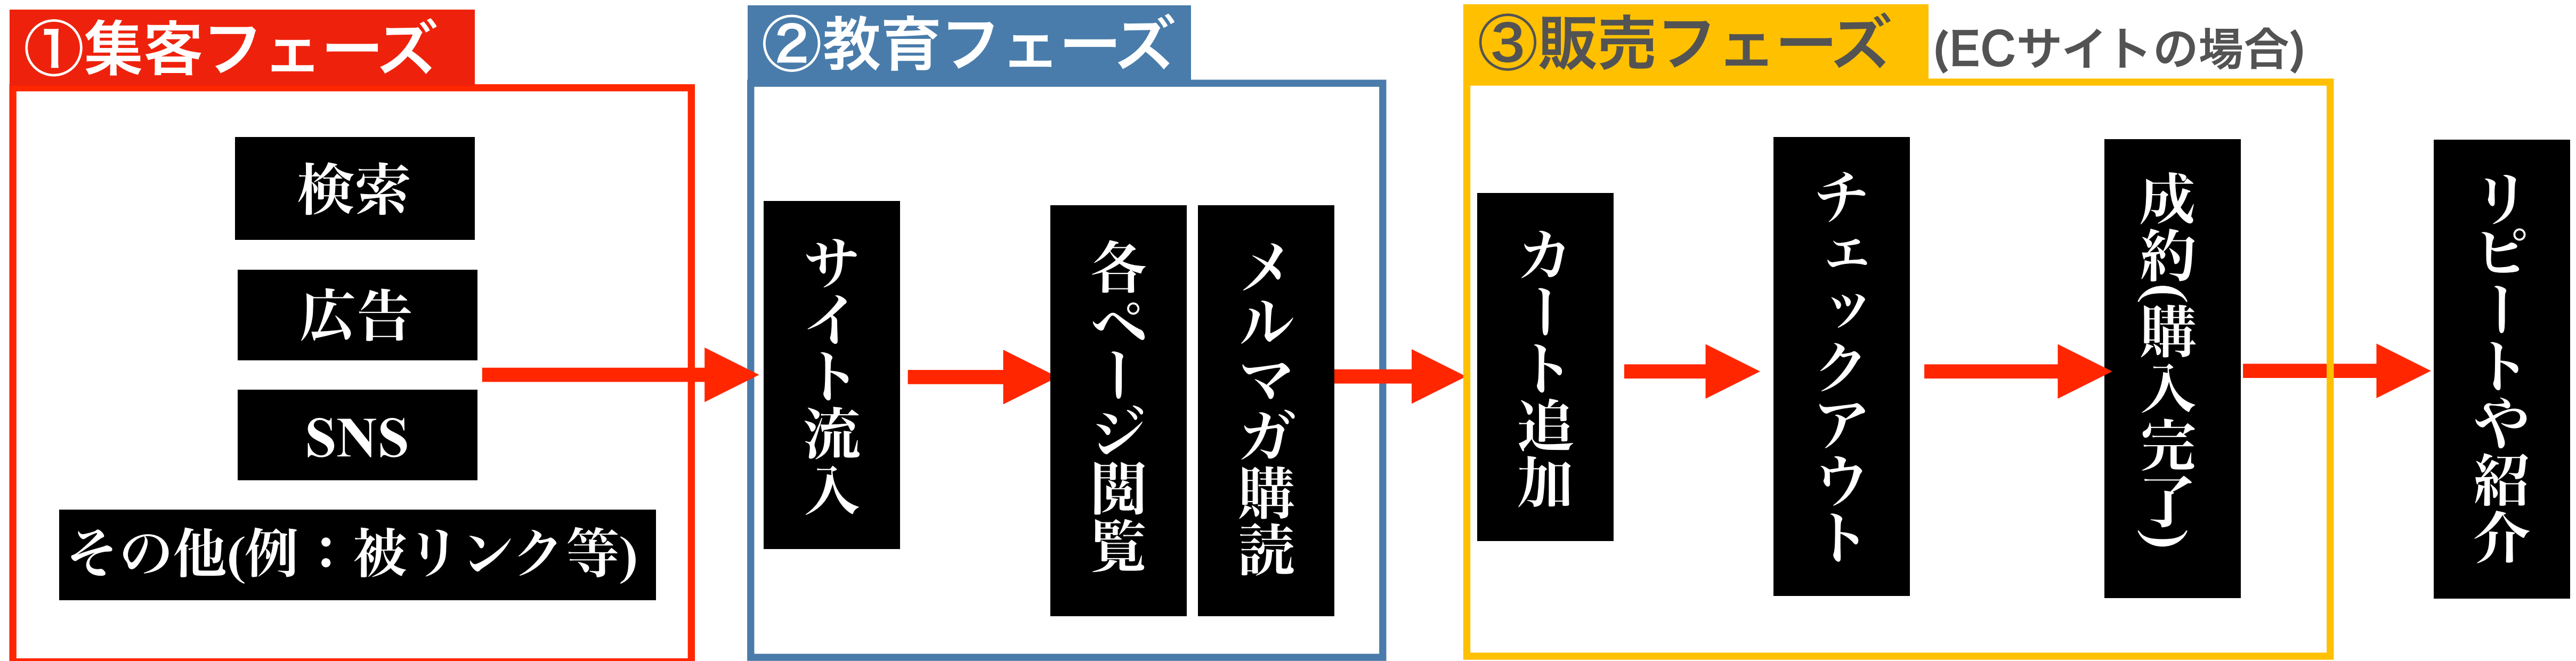 ①集客フェーズ
検索
広告
SNS
その他(例：被リンク等)
②教育フェーズ
サイト流入
各ページ閲覧
メルマガ購読
③販売フェーズ
(ECサイトの場合)
カート追加
チェックアウト
成約(購入完了)
リピートや紹介